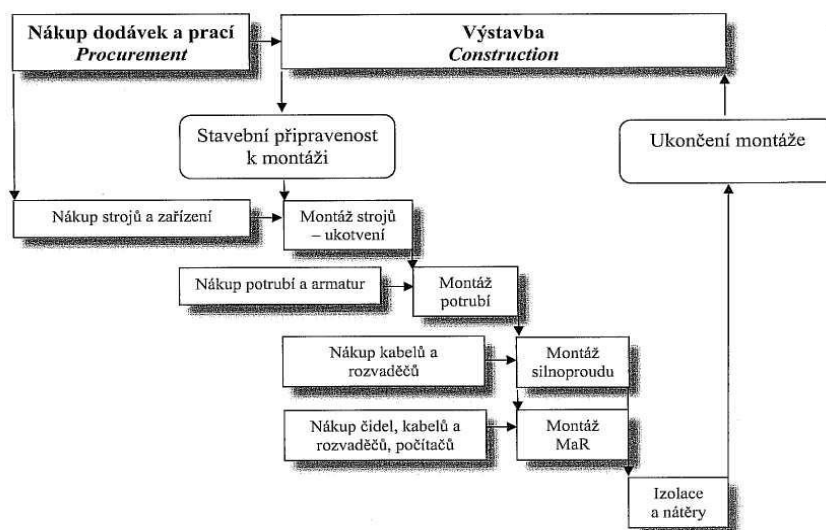 Nákup dodávek a prací
Procurement
Výstavba
Construction
Stavební připravenost
k montáži
Ukončení montáže
Nákup strojů a zařízení
Montáž strojů
– ukotvení
Nákup potrubí a armatur
Montáž
potrubí
Nákup kabelů a
rozvaděčů
Montáž
silnoproudu
Nákup čidel, kabelů a
rozvaděčů, počítačů
Montáž
MaR
Izolace
a nátěry